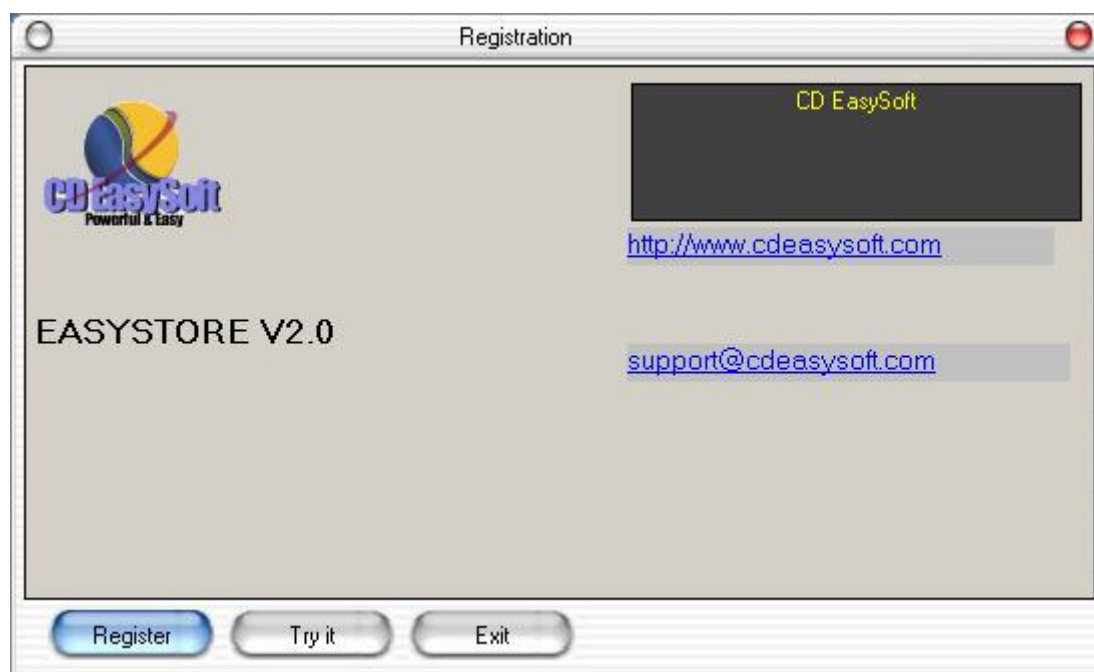 Registration
CD EasySoft
Powerful & Easy
CD EasySoft
http://www.cdeasysoft.com
EASYSTORE V2.0
support@cdeasysoft.com
Register
Try it
Exit